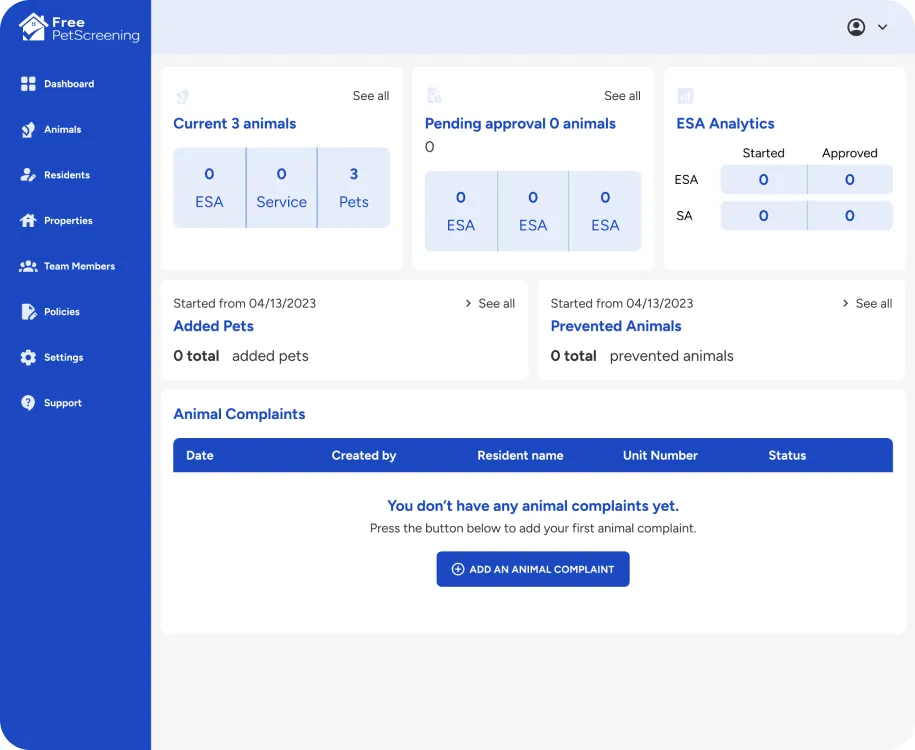 Free
PetScreening
Dashboard
Animals
Residents
Properties
Team Members
Policies
Settings
Support
See all
Current 3 animals
0 0 3
ESA Service Pets
See all
Pending approval 0 animals
0
0 0 0
ESA ESA ESA
ESA Analytics
Started Approved
ESA 0 0
SA 0 0
Started from 04/13/2023 See all
Added Pets
0 total added pets
Started from 04/13/2023 See all
Prevented Animals
0 total prevented animals
Animal Complaints
Date Created by Resident name Unit Number Status
You don’t have any animal complaints yet.
Press the button below to add your first animal complaint.
ADD AN ANIMAL COMPLAINT